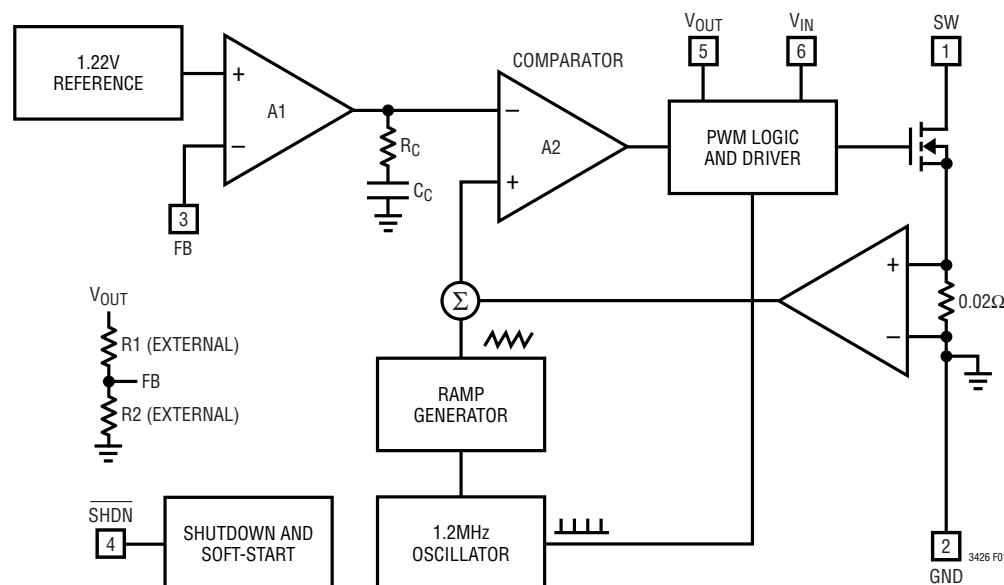 1.22V
REFERENCE
+
−
A1
3
FB
R_C
C_C
COMPARATOR
−
+
A2
V_OUT
5
V_IN
6
PWM LOGIC
AND DRIVER
SW
1
+
−
0.02Ω
Σ
V_OUT
R1 (EXTERNAL)
FB
R2 (EXTERNAL)
RAMP
GENERATOR
SHDN
4
SHUTDOWN AND
SOFT-START
1.2MHz
OSCILLATOR
2
GND
3426 F01